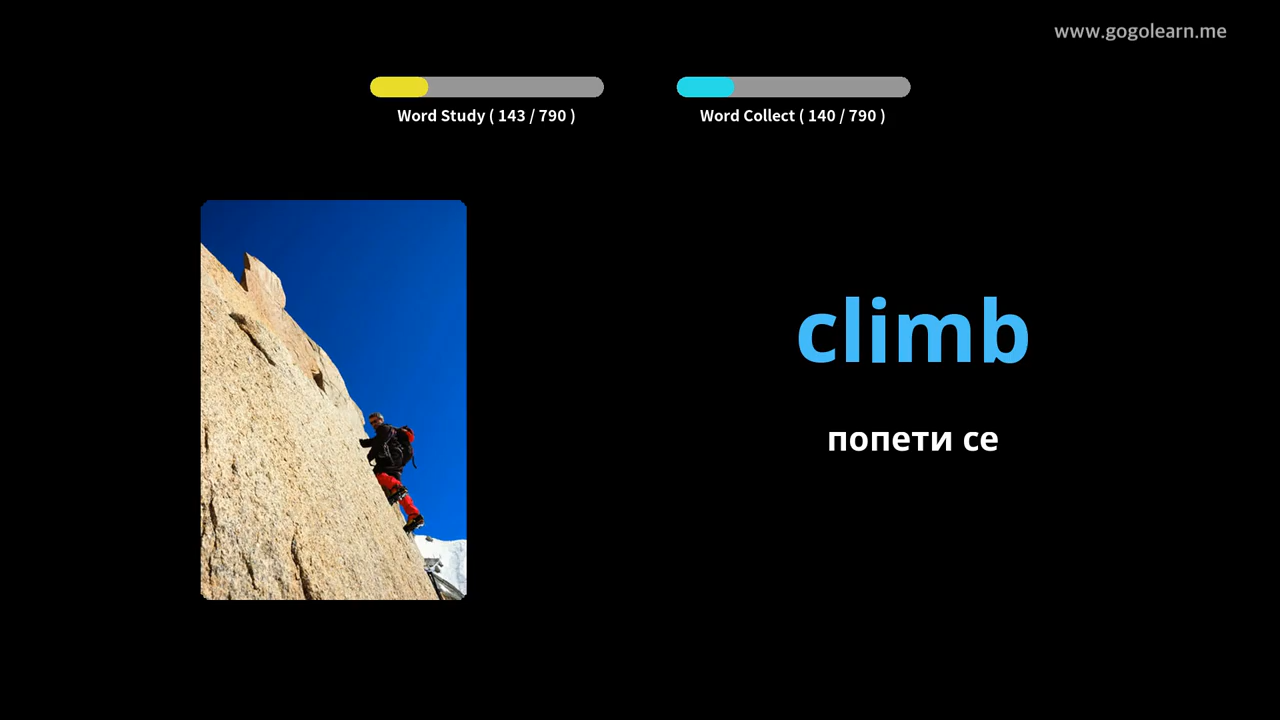 www.gogolearn.me
Word Study ( 143 / 790 )
Word Collect ( 140 / 790 )
climb
попети се